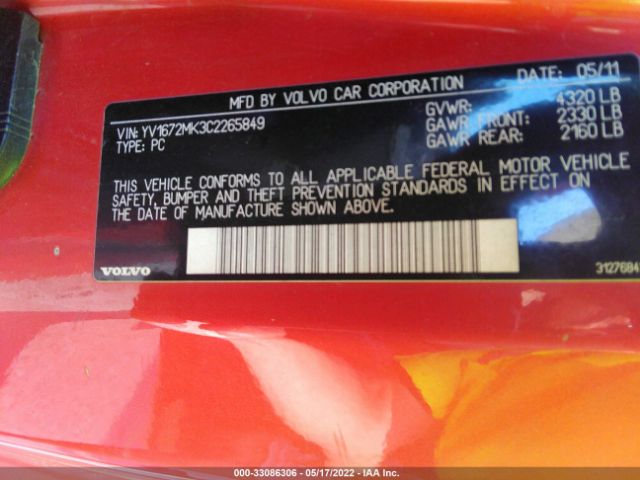 MFD BY VOLVO CAR CORPORATION DATE: 05/11
VIN: YV1672MK3C2265849
TYPE: PC
GVWR: 4320 LB
GAWR FRONT: 2330 LB
GAWR REAR: 2160 LB
THIS VEHICLE CONFORMS TO ALL APPLICABLE FEDERAL MOTOR VEHICLE
SAFETY, BUMPER AND THEFT PREVENTION STANDARDS IN EFFECT ON
THE DATE OF MANUFACTURE SHOWN ABOVE.
VOLVO
000-33086306 - 05/17/2022 - IAA Inc.